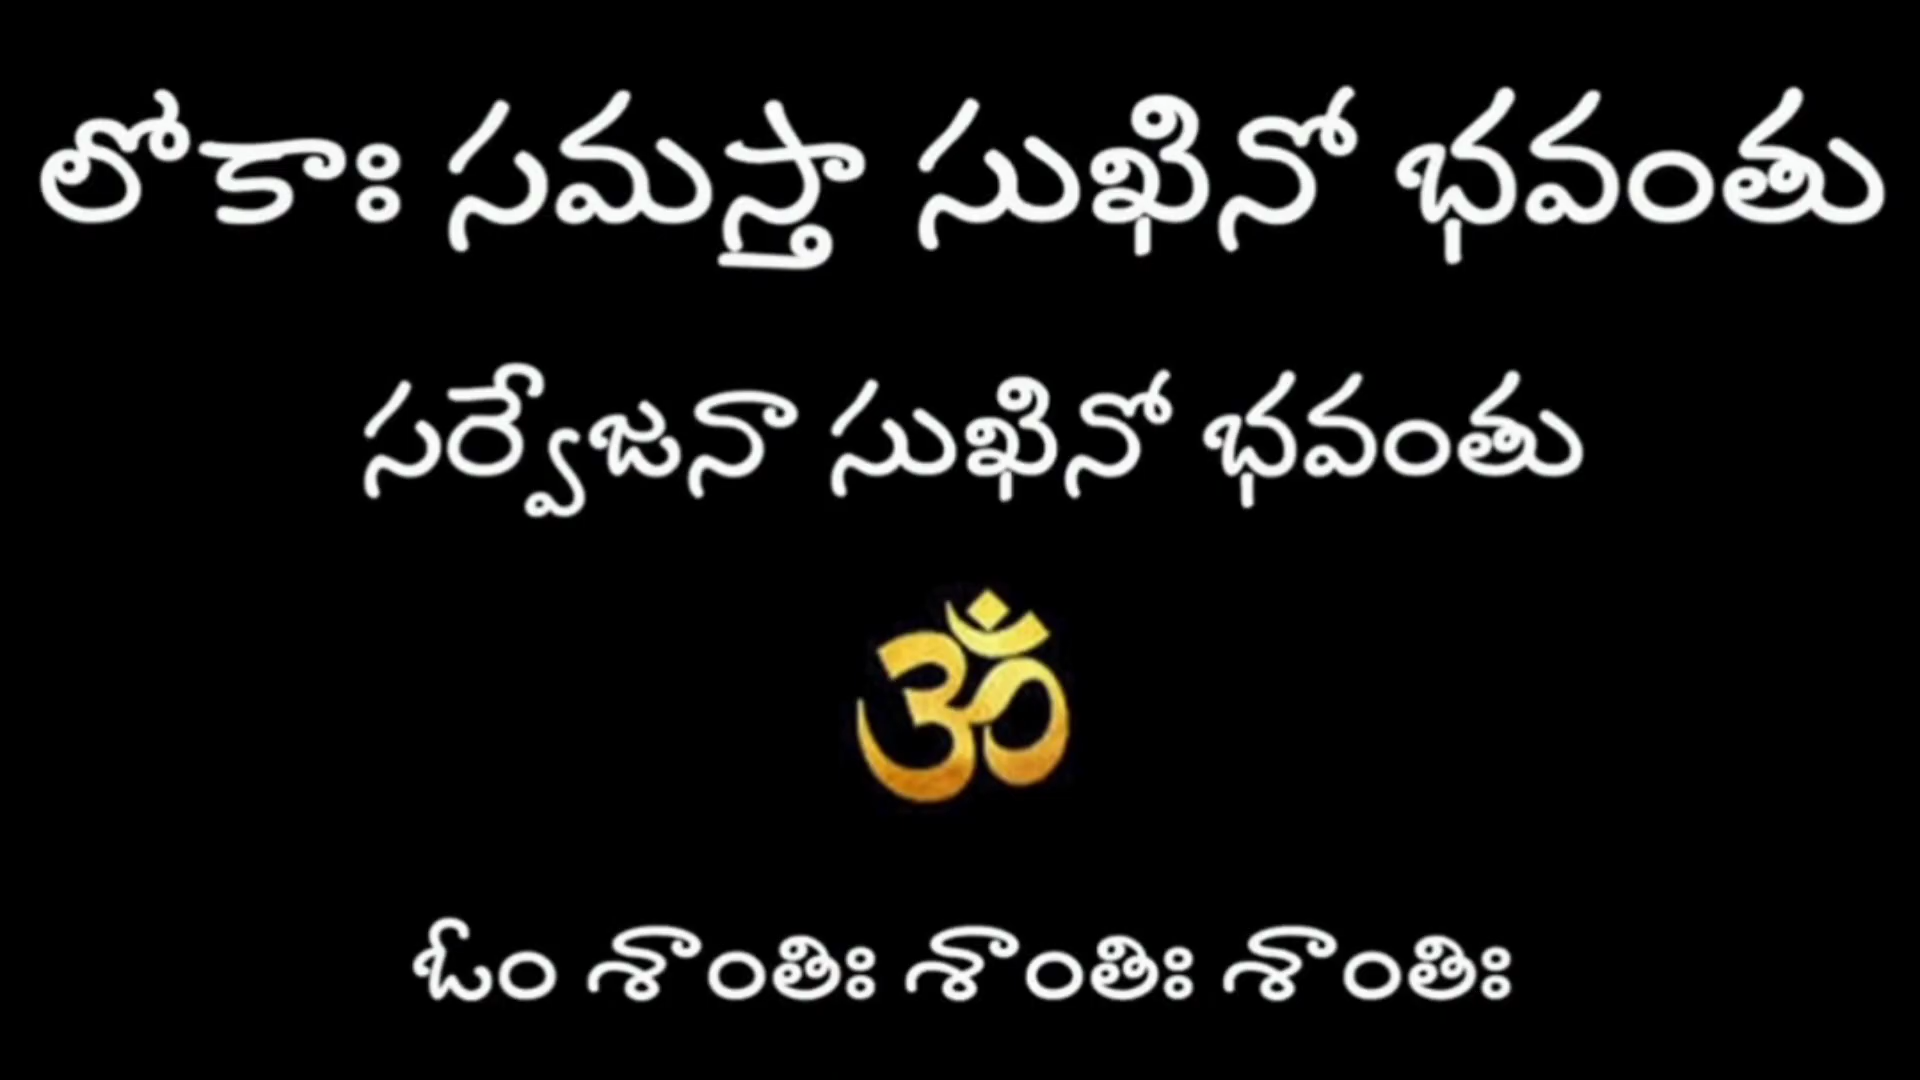 లోకాః సమస్తా సుఖినో భవంతు
సర్వేజనా సుఖినో భవంతు
ॐ
ఓం శాంతిః శాంతిః శాంతిః